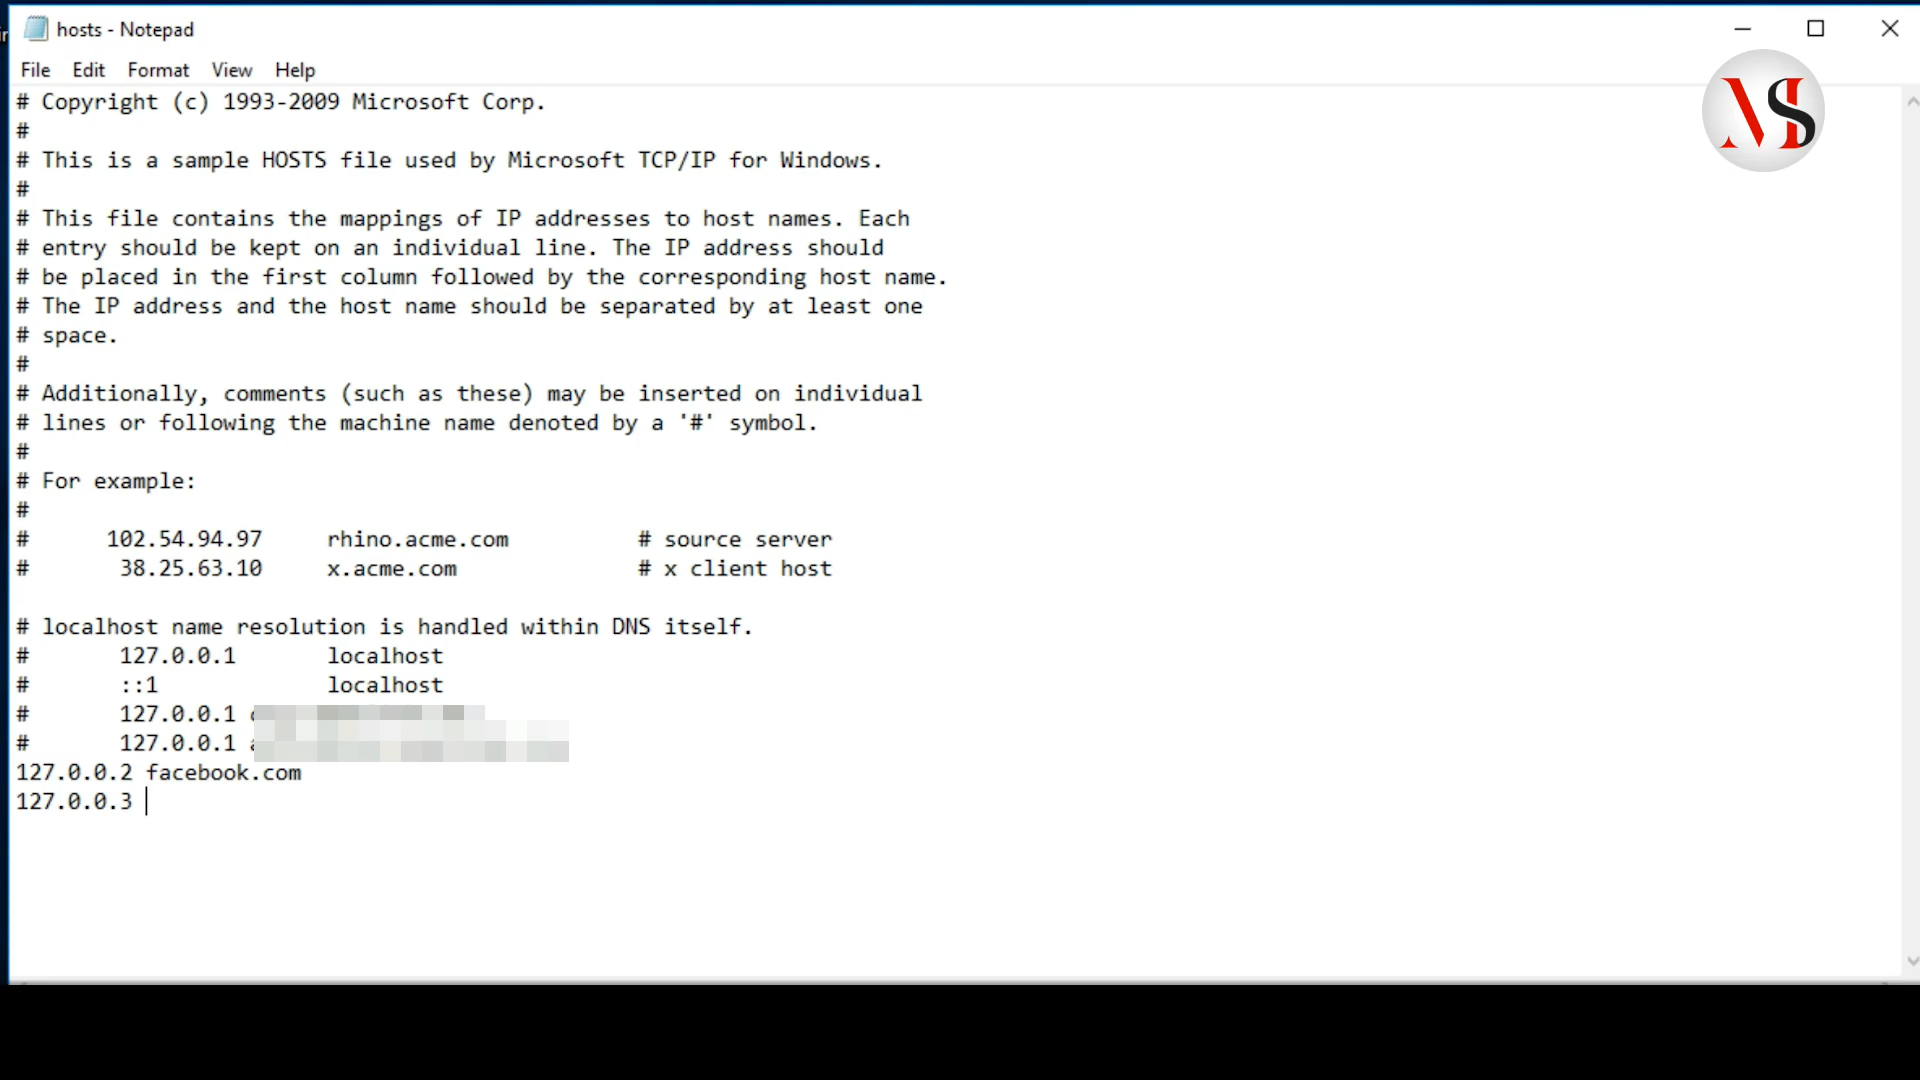 hosts - Notepad
File Edit Format View Help
# Copyright (c) 1993-2009 Microsoft Corp.
#
# This is a sample HOSTS file used by Microsoft TCP/IP for Windows.
#
# This file contains the mappings of IP addresses to host names. Each
# entry should be kept on an individual line. The IP address should
# be placed in the first column followed by the corresponding host name.
# The IP address and the host name should be separated by at least one
# space.
#
# Additionally, comments (such as these) may be inserted on individual
# lines or following the machine name denoted by a '#' symbol.
#
# For example:
#
#      102.54.94.97     rhino.acme.com          # source server
#       38.25.63.10     x.acme.com              # x client host
# localhost name resolution is handled within DNS itself.
#       127.0.0.1       localhost
#       ::1             localhost
#       127.0.0.1
#       127.0.0.1
127.0.0.2 facebook.com
127.0.0.3
MS